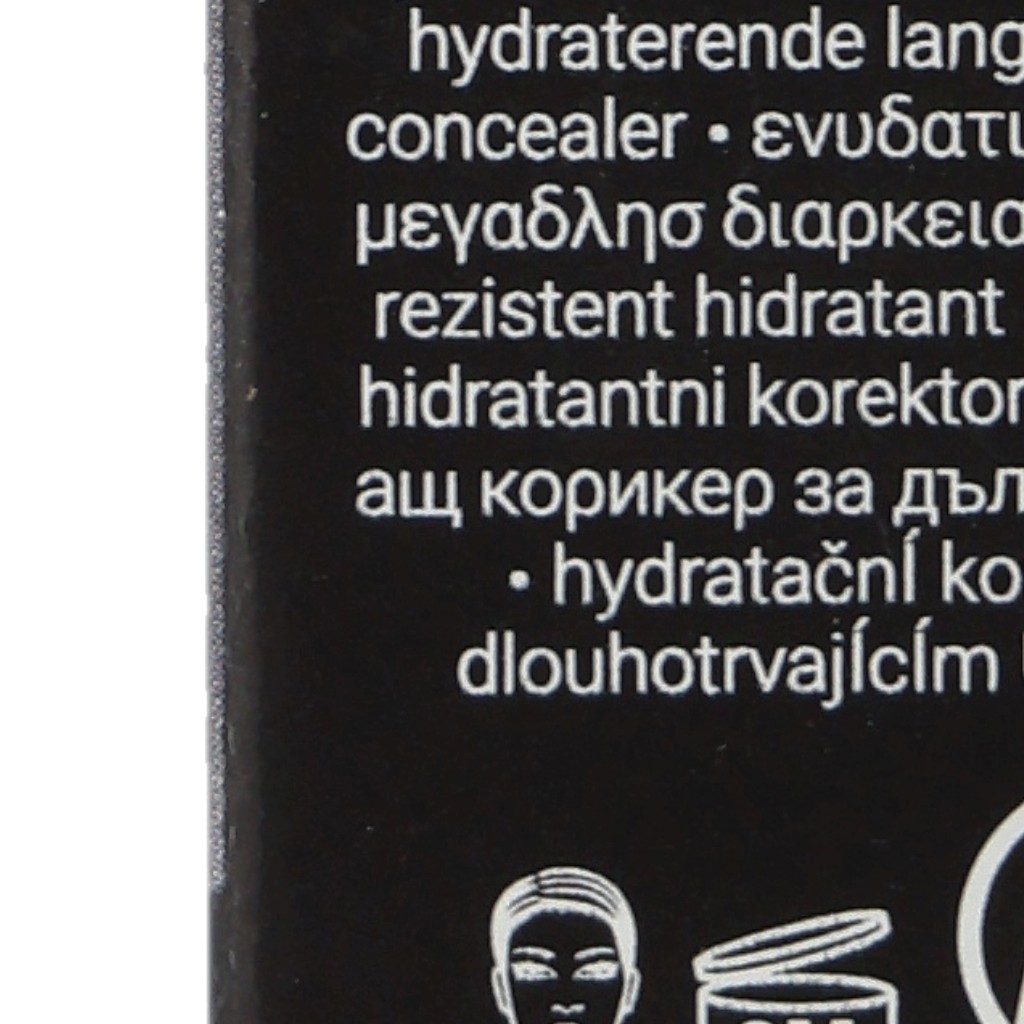 hydraterende lang
concealer • ενυδατι
μεγαδλησ διαρκεια
rezistent hidratant
hidratantni korektor
ащ корикер за дъл
• hydratačnÍ ko
dlouhotrvajÍcÍm